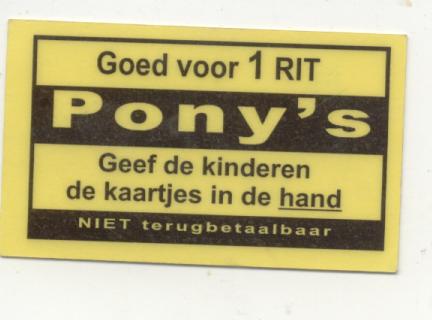 Goed voor 1 RIT
Pony's
Geef de kinderen
de kaartjes in de hand
NIET terugbetaalbaar